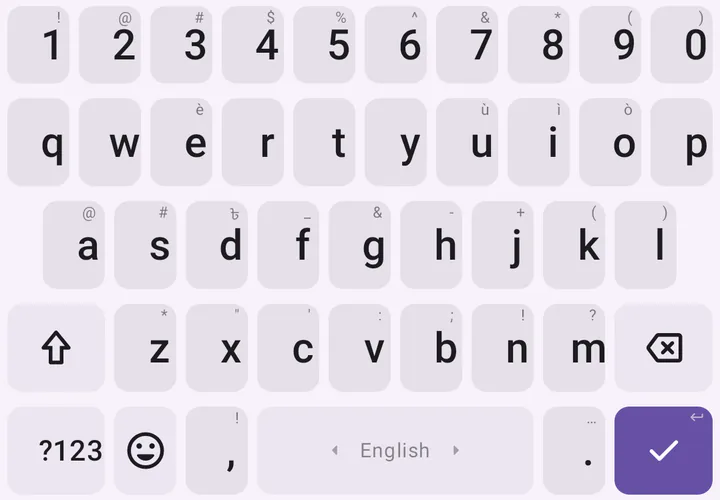 ! @ # $ % ^ & * ( )
1 2 3 4 5 6 7 8 9 0
è ù ì ò
q w e r t y u i o p
@ # _ & - + ( )
a s d f g h j k l
* " ' : ; ! ?
z x c v b n m
! …
?123 , English .